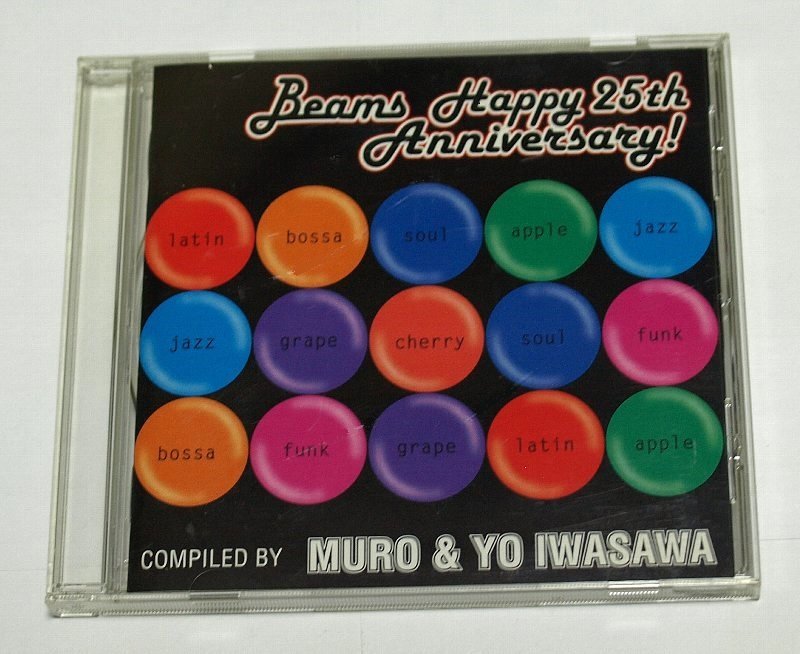 Beams Happy 25th
Anniversary!
latin bossa soul apple jazz
jazz grape cherry soul funk
bossa funk grape latin apple
COMPILED BY MURO & YO IWASAWA